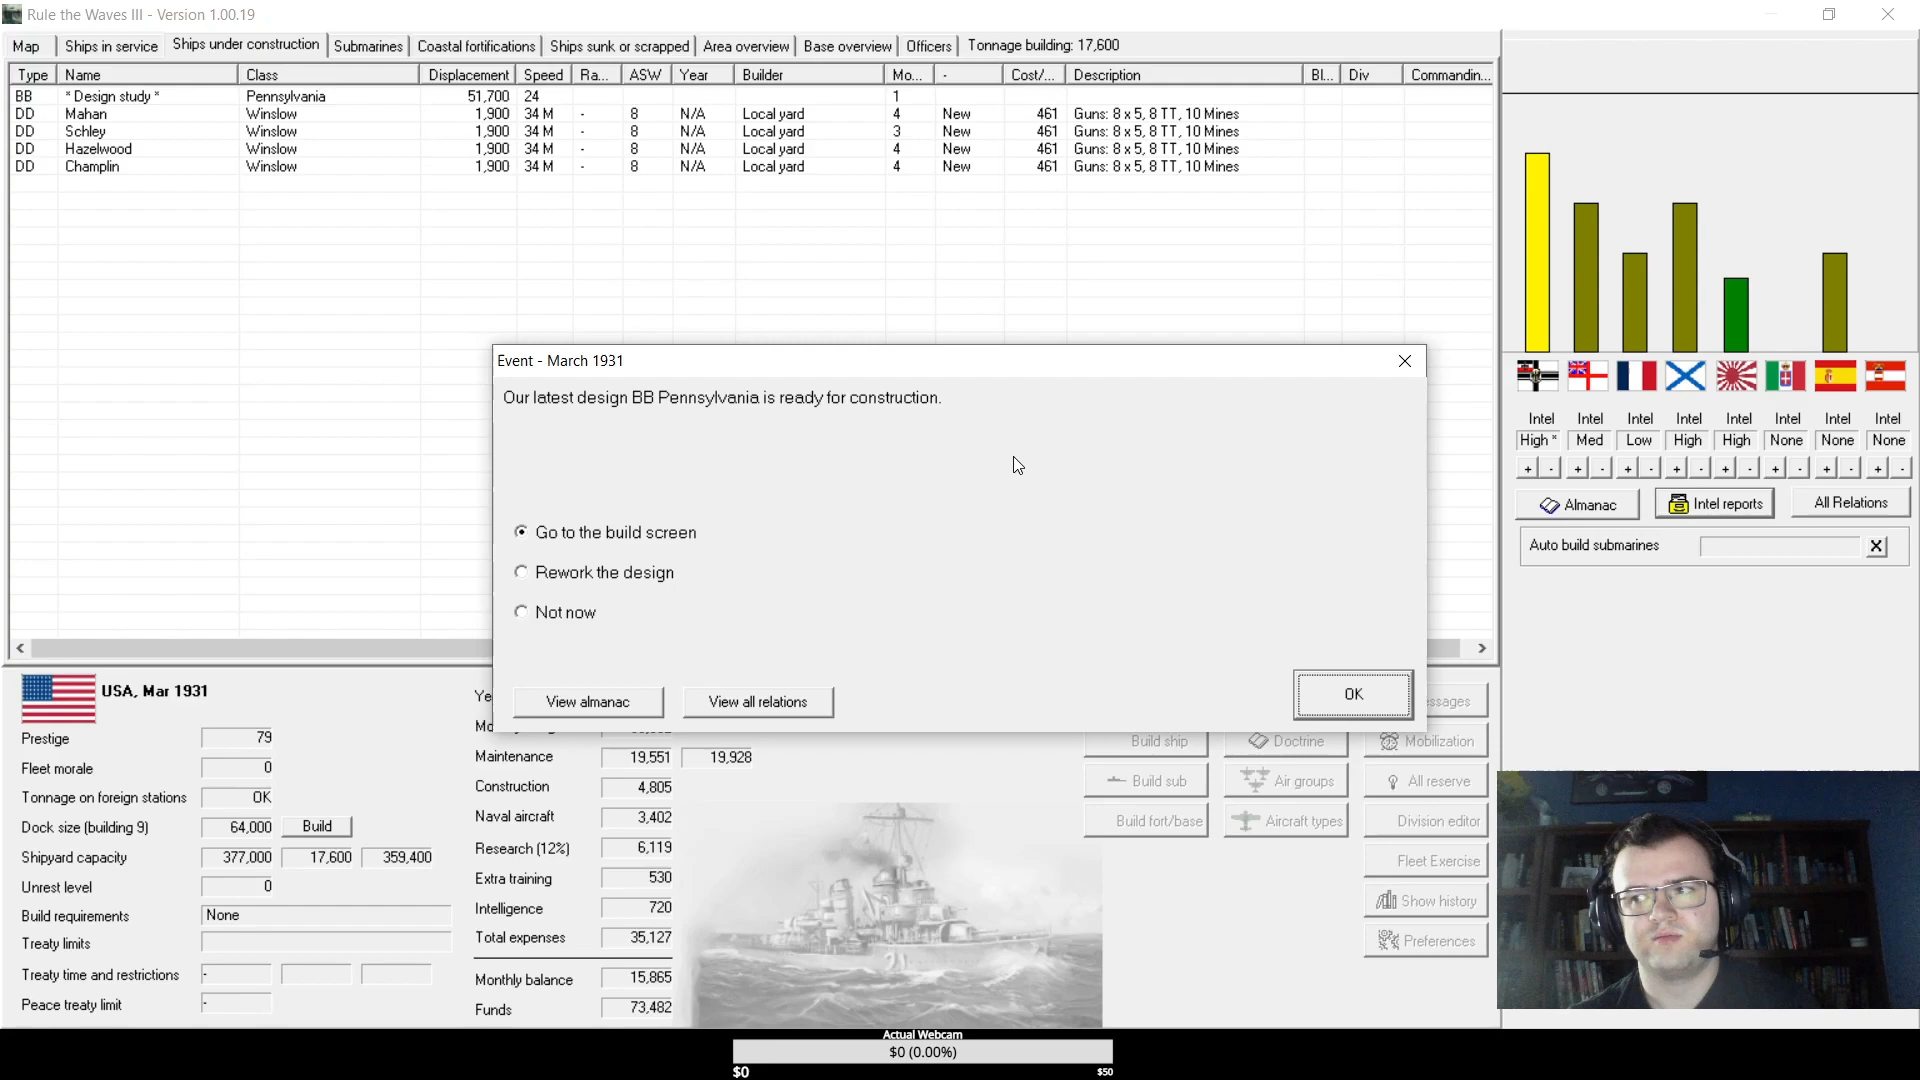 Rule the Waves III - Version 1.00.19
Map Ships in service Ships under construction Submarines Coastal fortifications Ships sunk or scrapped Area overview Base overview Officers Tonnage building: 17,600
Type Name Class Displacement Speed Ra... ASW Year Builder Mo... - Cost/... Description Bl... Div Commandin...
BB * Design study * Pennsylvania 51,700 24 1
DD Mahan Winslow 1,900 34 M - 8 N/A Local yard 4 New 461 Guns: 8 x 5, 8 TT, 10 Mines
DD Schley Winslow 1,900 34 M - 8 N/A Local yard 3 New 461 Guns: 8 x 5, 8 TT, 10 Mines
DD Hazelwood Winslow 1,900 34 M - 8 N/A Local yard 4 New 461 Guns: 8 x 5, 8 TT, 10 Mines
DD Champlin Winslow 1,900 34 M - 8 N/A Local yard 4 New 461 Guns: 8 x 5, 8 TT, 10 Mines
Event - March 1931
Our latest design BB Pennsylvania is ready for construction.
Go to the build screen
Rework the design
Not now
View almanac View all relations OK
Intel Intel Intel Intel Intel Intel Intel Intel
High * Med Low High High None None None
+ - + - + - + - + - + - + - + -
Almanac Intel reports All Relations
Auto build submarines X
USA, Mar 1931
Prestige 79
Fleet morale 0
Tonnage on foreign stations OK
Dock size (building 9) 64,000 Build
Shipyard capacity 377,000 17,600 359,400
Unrest level 0
Build requirements None
Treaty limits
Treaty time and restrictions -
Peace treaty limit -
Ye
Mo
Maintenance 19,551 19,928
Construction 4,805
Naval aircraft 3,402
Research (12%) 6,119
Extra training 530
Intelligence 720
Total expenses 35,127
Monthly balance 15,865
Funds 73,482
21
ssages
Build ship Doctrine Mobilization
Build sub Air groups All reserve
Build fort/base Aircraft types Division editor
Fleet Exercise
Show history
Preferences
Actual Webcam
$0 (0.00%)
$0 $50